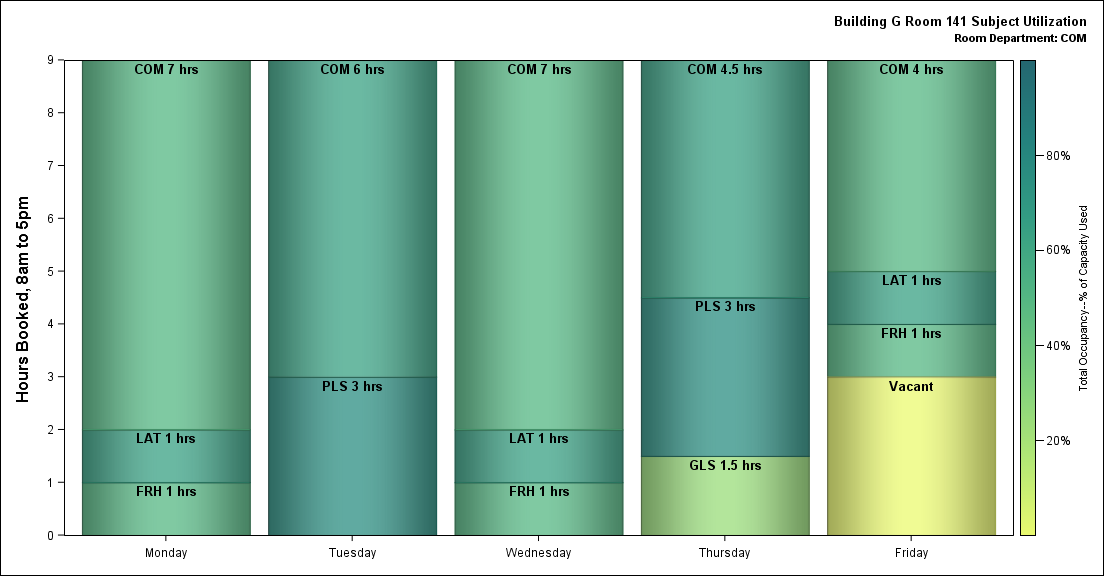 Building G Room 141 Subject Utilization
Room Department: COM
Hours Booked, 8am to 5pm
9
8
7
6
5
4
3
2
1
0
COM 7 hrs
LAT 1 hrs
FRH 1 hrs
COM 6 hrs
PLS 3 hrs
COM 7 hrs
LAT 1 hrs
FRH 1 hrs
COM 4.5 hrs
PLS 3 hrs
GLS 1.5 hrs
COM 4 hrs
LAT 1 hrs
FRH 1 hrs
Vacant
Monday
Tuesday
Wednesday
Thursday
Friday
80%
60%
40%
20%
Total Occupancy--% of Capacity Used